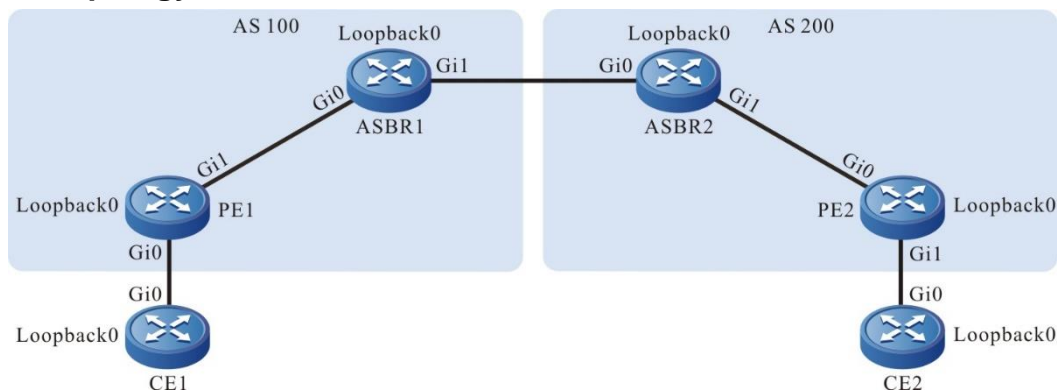 AS 100
Loopback0
Loopback0
AS 200
Gi1
Gi0
Gi0
Gi1
ASBR1
ASBR2
Gi1
Gi0
Loopback0
PE1
PE2
Loopback0
Gi0
Gi1
Gi0
Gi0
Loopback0
Loopback0
CE1
CE2